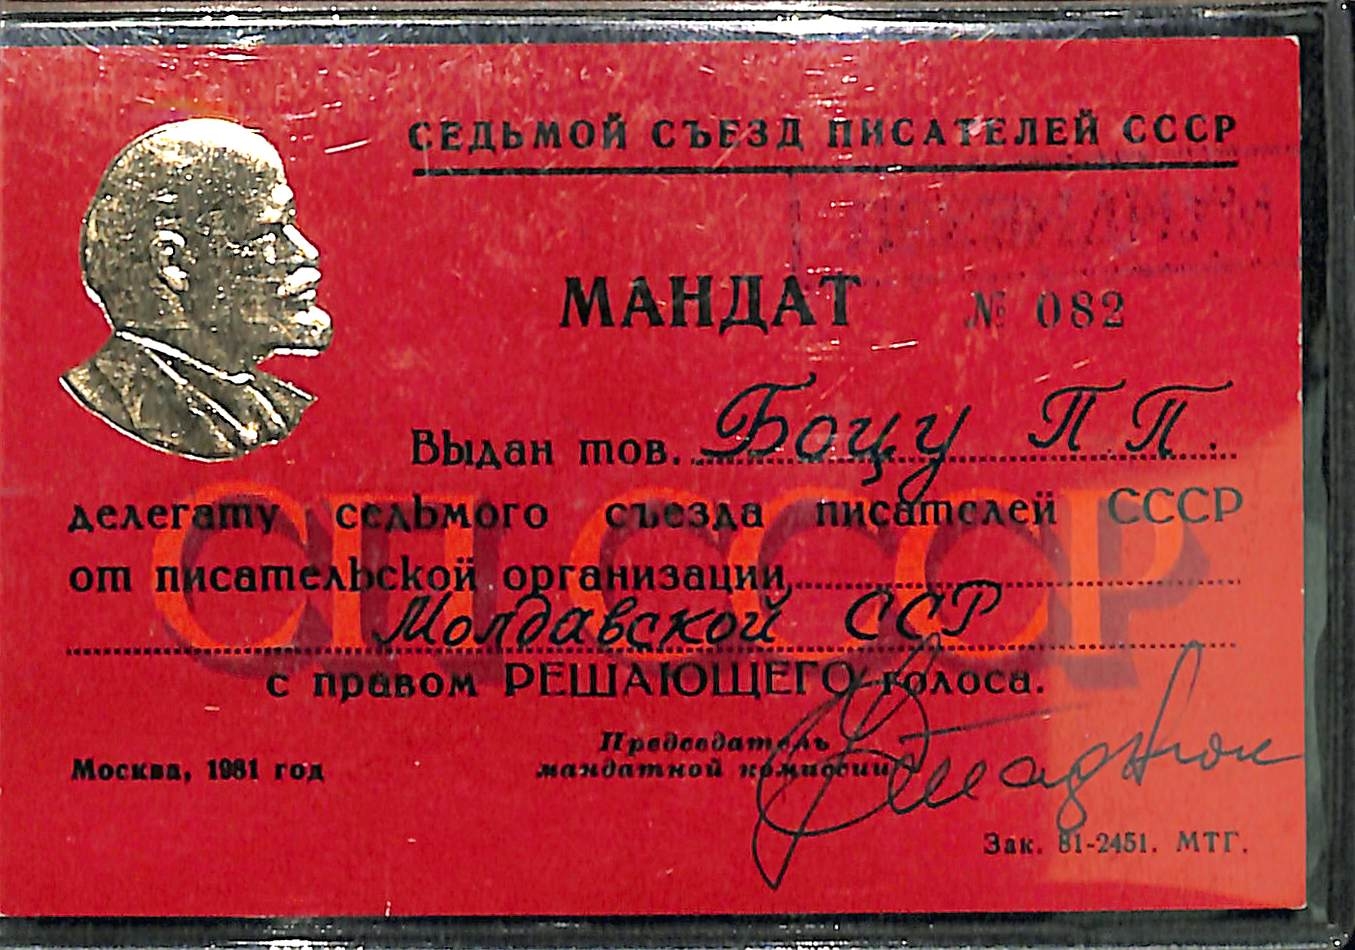 СЕДЬМОЙ СЪЕЗД ПИСАТЕЛЕЙ СССР
МАНДАТ № 082
Выдан тов. Боцу П. П.
делегату седьмого съезда писателей СССР
от писательской организации
Молдавской ССР
с правом РЕШАЮЩЕГО голоса.
СП СССР
Председатель
мандатной комиссии
Москва, 1981 год
Зак. 81-2451. МТГ.